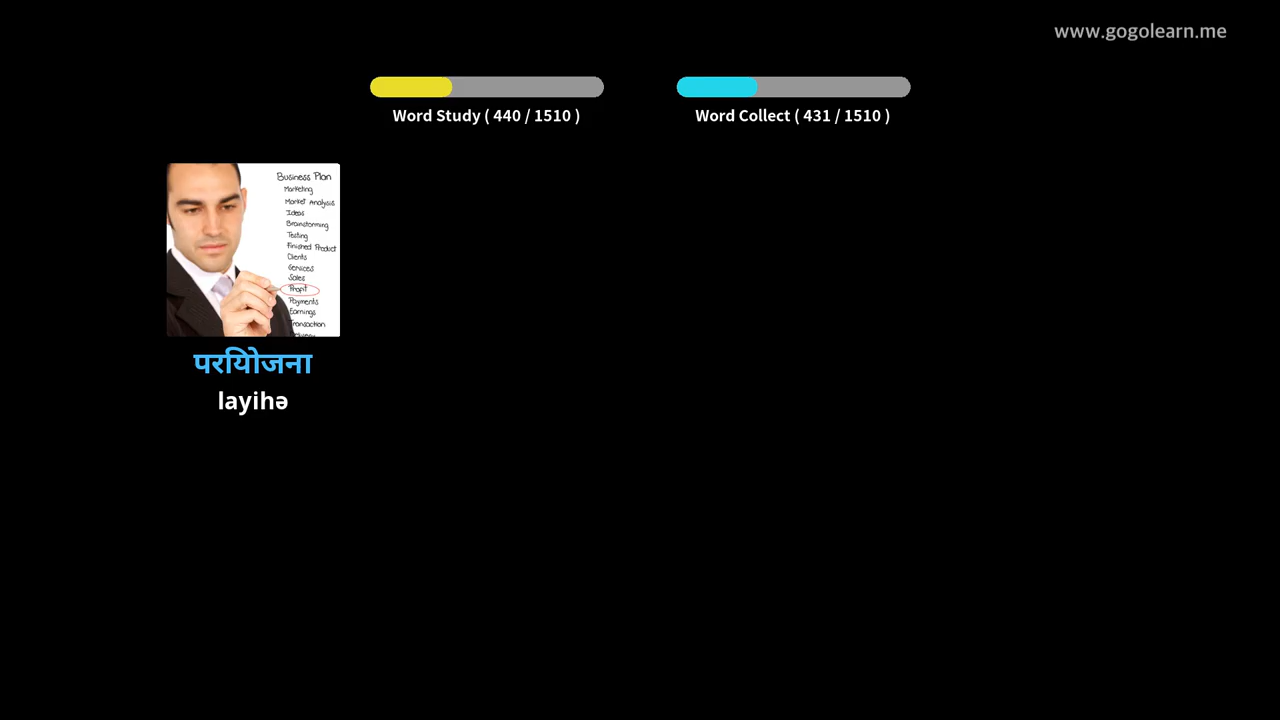 www.gogolearn.me
Word Study ( 440 / 1510 )
Word Collect ( 431 / 1510 )
Business Plan
Marketing
Market Analysis
Ideas
Brainstorming
Testing
Finished Product
Clients
Services
Sales
Profit
Payments
Earnings
Transaction
परियोजना
layihə